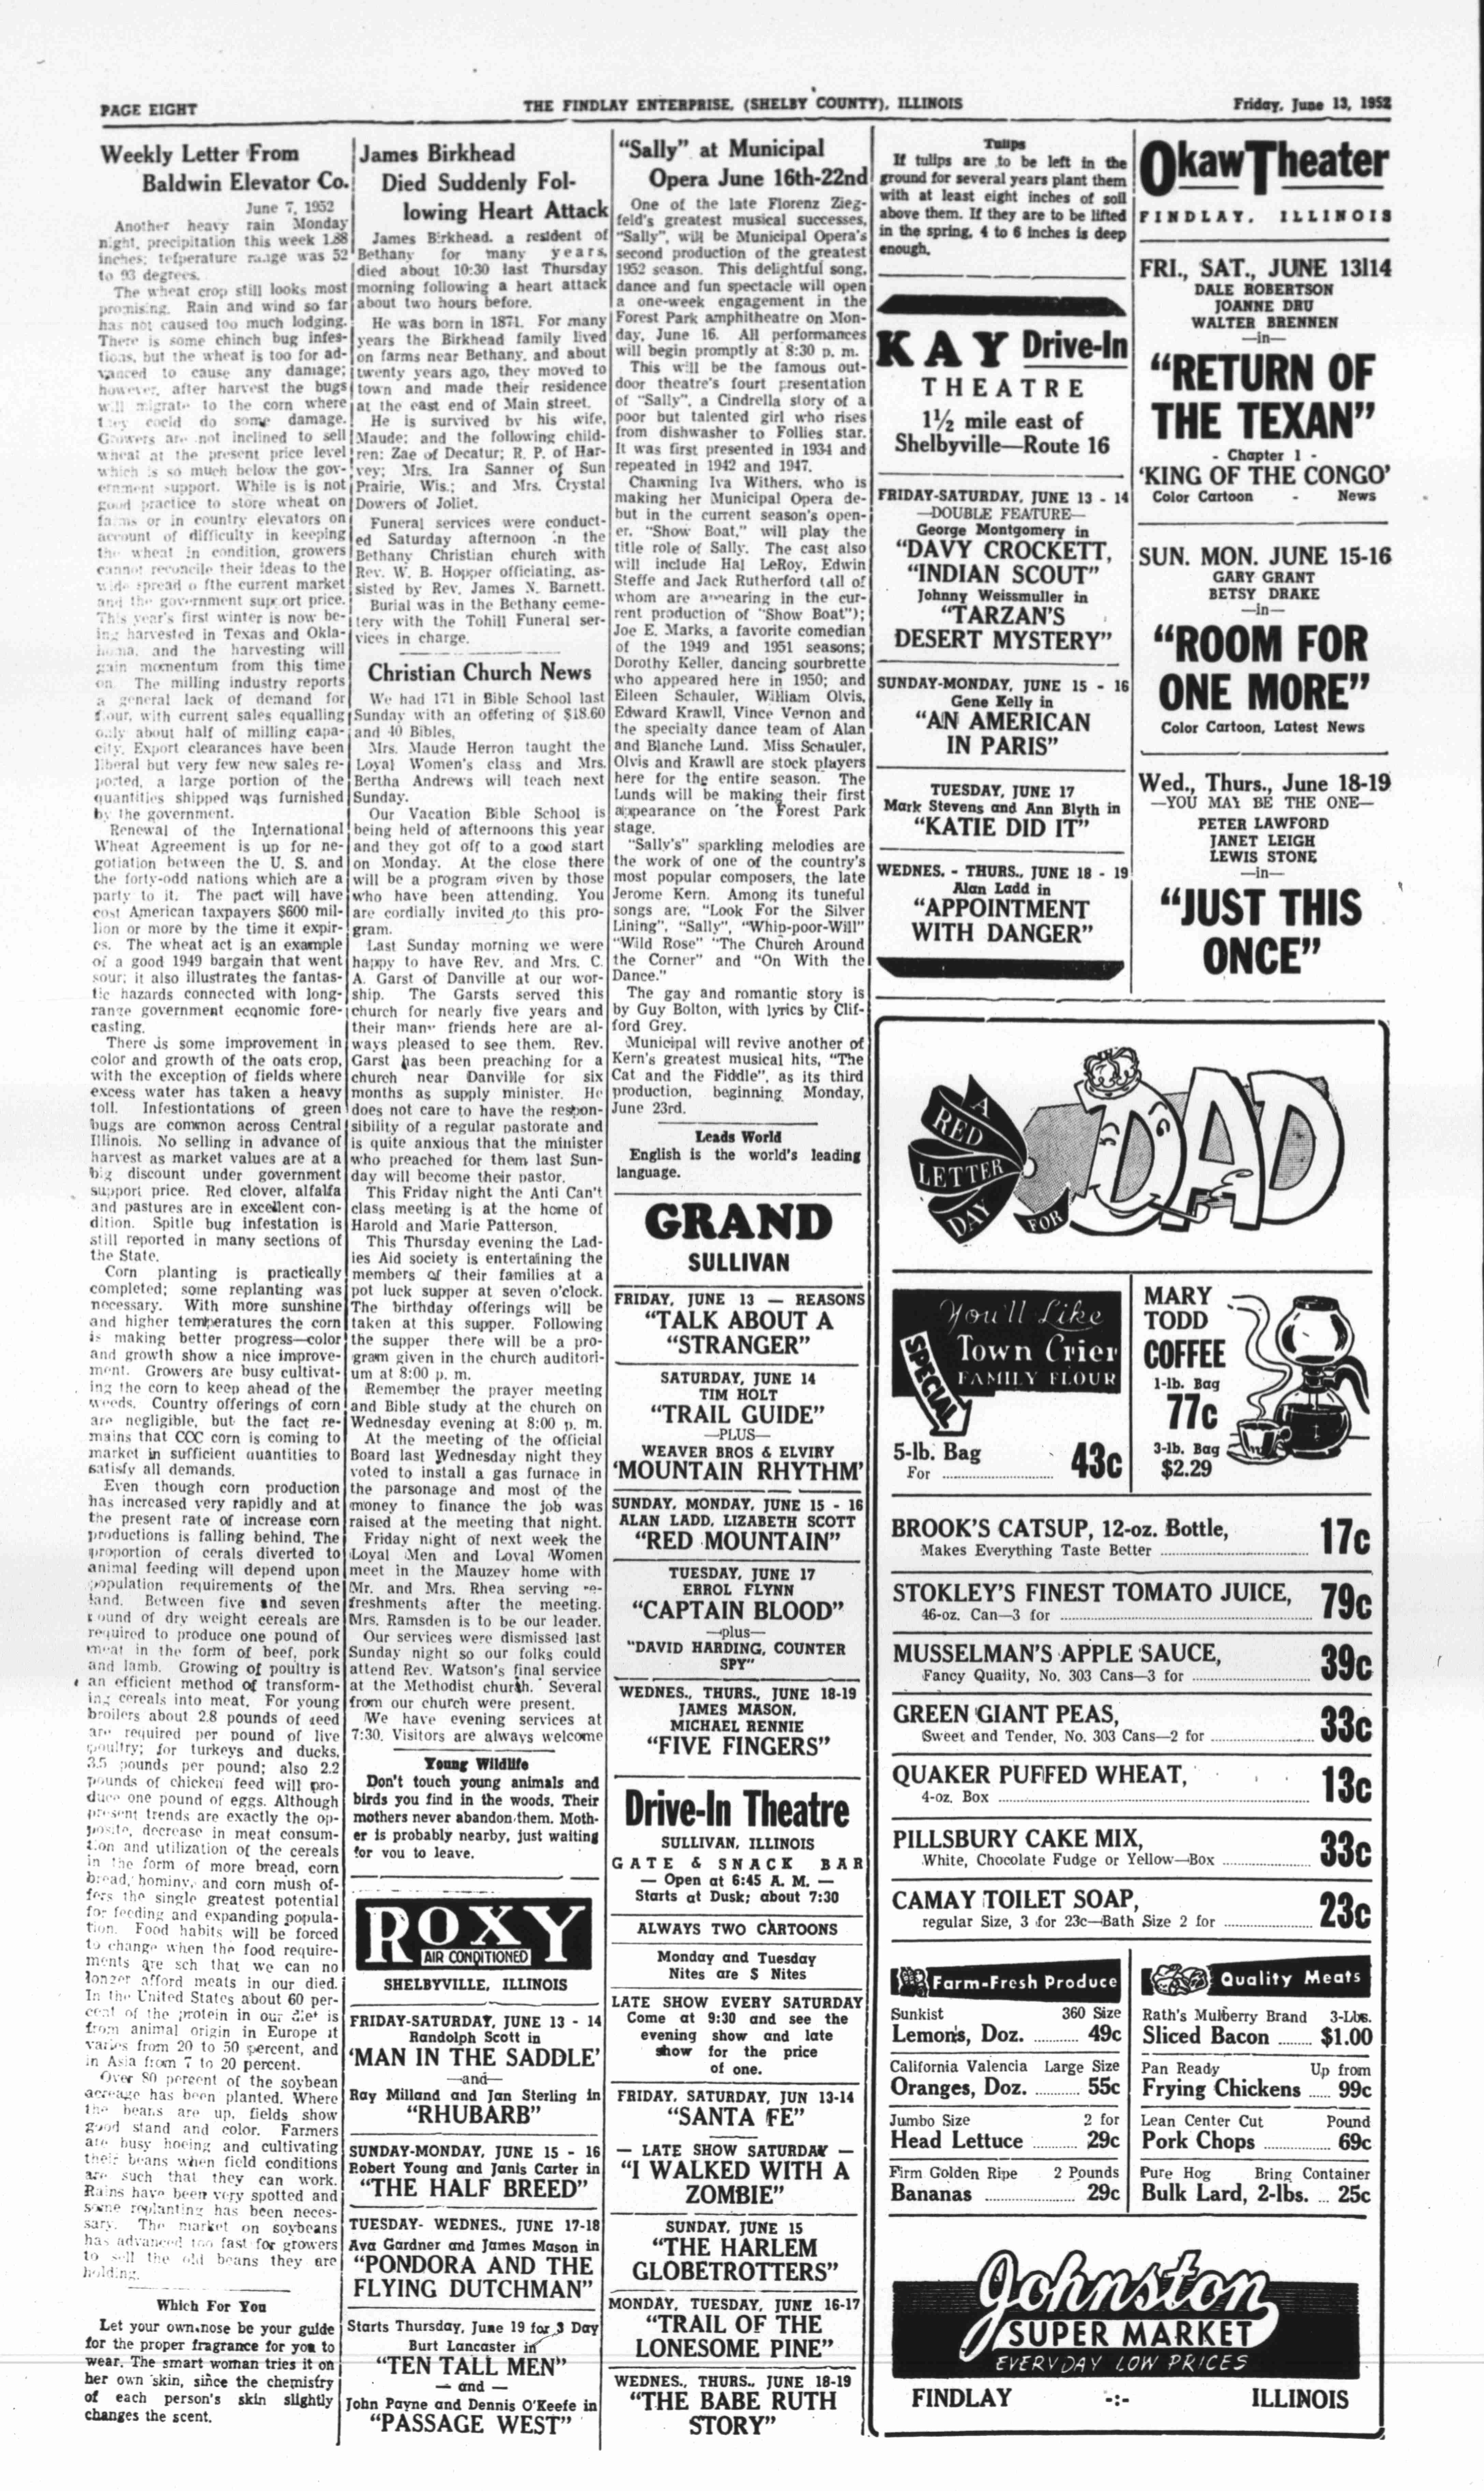 PAGE EIGHT
THE FINDLAY ENTERPRISE, (SHELBY COUNTY), ILLINOIS
Friday, June 13, 1952
Weekly Letter From
Baldwin Elevator Co.
June 7, 1952
Another heavy rain Monday
night, precipitation this week 1.88
inches; tefperature range was 52
to 93 degrees.
The wheat crop still looks most
promising. Rain and wind so far
has not caused too much lodging.
There is some chinch bug infes-
tions, but the wheat is too for ad-
vanced to cause any damage;
however, after harvest the bugs
will migrate to the corn where
they coeld do some damage.
Growers are not inclined to sell
wheat at the present price level
which is so much below the gov-
ernment support. While is is not
good practice to store wheat on
farms or in country elevators on
account of difficulty in keeping
the wheat in condition, growers
cannot reconcile their ideas to the
wide spread o fthe current market
and the government support price.
This year's first winter is now be-
ing harvested in Texas and Okla-
homa, and the harvesting will
gain momentum from this time
on. The milling industry reports
a general lack of demand for
flour, with current sales equalling
only about half of milling capa-
city. Export clearances have been
liberal but very few new sales re-
ported, a large portion of the
quantities shipped was furnished
by the government.
Renewal of the International
Wheat Agreement is up for ne-
gotiation between the U. S. and
the forty-odd nations which are a
party to it. The pact will have
cost American taxpayers $600 mil-
lion or more by the time it expir-
es. The wheat act is an example
of a good 1949 bargain that went
sour; it also illustrates the fantas-
tic hazards connected with long-
range government economic fore-
casting.
There is some improvement in
color and growth of the oats crop,
with the exception of fields where
excess water has taken a heavy
toll. Infestiontations of green
bugs are common across Central
Illinois. No selling in advance of
harvest as market values are at a
big discount under government
support price. Red clover, alfalfa
and pastures are in excellent con-
dition. Spitle bug infestation is
still reported in many sections of
the State.
Corn planting is practically
completed; some replanting was
necessary. With more sunshine
and higher temperatures the corn
is making better progress—color
and growth show a nice improve-
ment. Growers are busy cultivat-
ing the corn to keep ahead of the
weeds. Country offerings of corn
are negligible, but the fact re-
mains that CCC corn is coming to
market in sufficient quantities to
satisfy all demands.
Even though corn production
has increased very rapidly and at
the present rate of increase corn
productions is falling behind. The
proportion of cerals diverted to
animal feeding will depend upon
population requirements of the
land. Between five and seven
pound of dry weight cereals are
required to produce one pound of
meat in the form of beef, pork
and lamb. Growing of poultry is
an efficient method of transform-
ing cereals into meat. For young
broilers about 2.8 pounds of feed
are required per pound of live
poultry; for turkeys and ducks,
3.5 pounds per pound; also 2.2
pounds of chicken feed will pro-
duce one pound of eggs. Although
present trends are exactly the op-
posite, decrease in meat consum-
tion and utilization of the cereals
in the form of more bread, corn
bread, hominy, and corn mush of-
fers the single greatest potential
for feeding and expanding popula-
tion. Food habits will be forced
to change when the food require-
ments are sch that we can no
longer afford meats in our died.
In the United States about 60 per-
cent of the protein in our diet is
from animal origin in Europe it
varies from 20 to 50 percent, and
in Asia from 7 to 20 percent.
Over 80 percent of the soybean
acreage has been planted. Where
the beans are up, fields show
good stand and color. Farmers
are busy hoeing and cultivating
their beans when field conditions
are such that they can work.
Rains have been very spotted and
some replanting has been neces-
sary. The market on soybeans
has advanced too fast for growers
to sell the old beans they are
holding.
Which For You
Let your own nose be your guide
for the proper fragrance for you to
wear. The smart woman tries it on
her own skin, since the chemistry
of each person's skin slightly
changes the scent.
James Birkhead
Died Suddenly Fol-
lowing Heart Attack
James Birkhead, a resident of
Bethany for many years,
died about 10:30 last Thursday
morning following a heart attack
about two hours before.
He was born in 1871. For many
years the Birkhead family lived
on farms near Bethany, and about
twenty years ago, they moved to
town and made their residence
at the east end of Main street.
He is survived by his wife,
Maude; and the following child-
ren: Zae of Decatur; R. P. of Har-
vey; Mrs. Ira Sanner of Sun
Prairie, Wis.; and Mrs. Crystal
Dowers of Joliet.
Funeral services were conduct-
ed Saturday afternoon in the
Bethany Christian church with
Rev. W. B. Hopper officiating, as-
sisted by Rev. James N. Barnett.
Burial was in the Bethany ceme-
tery with the Tohill Funeral ser-
vices in charge.
Christian Church News
We had 171 in Bible School last
Sunday with an offering of $18.60
and 40 Bibles,
Mrs. Maude Herron taught the
Loyal Women's class and Mrs.
Bertha Andrews will teach next
Sunday.
Our Vacation Bible School is
being held of afternoons this year
and they got off to a good start
on Monday. At the close there
will be a program given by those
who have been attending. You
are cordially invited to this pro-
gram.
Last Sunday morning we were
happy to have Rev. and Mrs. C.
A. Garst of Danville at our wor-
ship. The Garsts served this
church for nearly five years and
their many friends here are al-
ways pleased to see them. Rev.
Garst has been preaching for a
church near Danville for six
months as supply minister. He
does not care to have the respon-
sibility of a regular pastorate and
is quite anxious that the minister
who preached for them last Sun-
day will become their pastor.
This Friday night the Anti Can't
class meeting is at the home of
Harold and Marie Patterson.
This Thursday evening the Lad-
ies Aid society is entertaining the
members of their families at a
pot luck supper at seven o'clock.
The birthday offerings will be
taken at this supper. Following
the supper there will be a pro-
gram given in the church auditori-
um at 8:00 p. m.
Remember the prayer meeting
and Bible study at the church on
Wednesday evening at 8:00 p. m.
At the meeting of the official
Board last Wednesday night they
voted to install a gas furnace in
the parsonage and most of the
money to finance the job was
raised at the meeting that night.
Friday night of next week the
Loyal Men and Loyal Women
meet in the Mauzey home with
Mr. and Mrs. Rhea serving re-
freshments after the meeting.
Mrs. Ramsden is to be our leader.
Our services were dismissed last
Sunday night so our folks could
attend Rev. Watson's final service
at the Methodist church. Several
from our church were present.
We have evening services at
7:30. Visitors are always welcome
Young Wildlife
Don't touch young animals and
birds you find in the woods. Their
mothers never abandon them. Moth-
er is probably nearby, just waiting
for you to leave.
ROXY
AIR CONDITIONED
SHELBYVILLE, ILLINOIS
FRIDAY-SATURDAY, JUNE 13 - 14
Randolph Scott in
'MAN IN THE SADDLE'
—and—
Ray Milland and Jan Sterling in
"RHUBARB"
SUNDAY-MONDAY, JUNE 15 - 16
Robert Young and Janis Carter in
"THE HALF BREED"
TUESDAY- WEDNES., JUNE 17-18
Ava Gardner and James Mason in
"PONDORA AND THE
FLYING DUTCHMAN"
Starts Thursday, June 19 for 3 Day
Burt Lancaster in
"TEN TALL MEN"
— and —
John Payne and Dennis O'Keefe in
"PASSAGE WEST"
"Sally" at Municipal
Opera June 16th-22nd
One of the late Florenz Zieg-
feld's greatest musical successes,
"Sally", will be Municipal Opera's
second production of the greatest
1952 season. This delightful song,
dance and fun spectacle will open
a one-week engagement in the
Forest Park amphitheatre on Mon-
day, June 16. All performances
will begin promptly at 8:30 p. m.
This will be the famous out-
door theatre's fourt presentation
of "Sally", a Cindrella story of a
poor but talented girl who rises
from dishwasher to Follies star.
It was first presented in 1934 and
repeated in 1942 and 1947.
Charming Iva Withers, who is
making her Municipal Opera de-
but in the current season's open-
er, "Show Boat," will play the
title role of Sally. The cast also
will include Hal LeRoy, Edwin
Steffe and Jack Rutherford (all of
whom are appearing in the cur-
rent production of "Show Boat");
Joe E. Marks, a favorite comedian
of the 1949 and 1951 seasons;
Dorothy Keller, dancing sourbrette
who appeared here in 1950; and
Eileen Schauler, William Olvis,
Edward Krawll, Vince Vernon and
the specialty dance team of Alan
and Blanche Lund. Miss Schauler,
Olvis and Krawll are stock players
here for the entire season. The
Lunds will be making their first
appearance on the Forest Park
stage.
"Sally's" sparkling melodies are
the work of one of the country's
most popular composers, the late
Jerome Kern. Among its tuneful
songs are, "Look For the Silver
Lining", "Sally", "Whip-poor-Will"
"Wild Rose" "The Church Around
the Corner" and "On With the
Dance."
The gay and romantic story is
by Guy Bolton, with lyrics by Clif-
ford Grey.
Municipal will revive another of
Kern's greatest musical hits, "The
Cat and the Fiddle", as its third
production, beginning Monday,
June 23rd.
Leads World
English is the world's leading
language.
GRAND
SULLIVAN
FRIDAY, JUNE 13 — REASONS
"TALK ABOUT A
"STRANGER"
SATURDAY, JUNE 14
TIM HOLT
"TRAIL GUIDE"
—PLUS—
WEAVER BROS & ELVIRY
'MOUNTAIN RHYTHM'
SUNDAY, MONDAY, JUNE 15 - 16
ALAN LADD, LIZABETH SCOTT
"RED MOUNTAIN"
TUESDAY, JUNE 17
ERROL FLYNN
"CAPTAIN BLOOD"
—plus—
"DAVID HARDING, COUNTER
SPY"
WEDNES., THURS., JUNE 18-19
JAMES MASON,
MICHAEL RENNIE
"FIVE FINGERS"
Drive-In Theatre
SULLIVAN, ILLINOIS
GATE & SNACK BAR
— Open at 6:45 A. M. —
Starts at Dusk; about 7:30
ALWAYS TWO CARTOONS
Monday and Tuesday
Nites are $ Nites
LATE SHOW EVERY SATURDAY
Come at 9:30 and see the
evening show and late
show for the price
of one.
FRIDAY, SATURDAY, JUN 13-14
"SANTA FE"
— LATE SHOW SATURDAY —
"I WALKED WITH A
ZOMBIE"
SUNDAY, JUNE 15
"THE HARLEM
GLOBETROTTERS"
MONDAY, TUESDAY, JUNE 16-17
"TRAIL OF THE
LONESOME PINE"
WEDNES., THURS., JUNE 18-19
"THE BABE RUTH
STORY"
Tulips
If tulips are to be left in the
ground for several years plant them
with at least eight inches of soil
above them. If they are to be lifted
in the spring, 4 to 6 inches is deep
enough.
KAY Drive-In
THEATRE
1½ mile east of
Shelbyville—Route 16
FRIDAY-SATURDAY, JUNE 13 - 14
—DOUBLE FEATURE—
George Montgomery in
"DAVY CROCKETT,
"INDIAN SCOUT"
Johnny Weissmuller in
"TARZAN'S
DESERT MYSTERY"
SUNDAY-MONDAY, JUNE 15 - 16
Gene Kelly in
"AN AMERICAN
IN PARIS"
TUESDAY, JUNE 17
Mark Stevens and Ann Blyth in
"KATIE DID IT"
WEDNES. - THURS., JUNE 18 - 19
Alan Ladd in
"APPOINTMENT
WITH DANGER"
Okaw Theater
FINDLAY, ILLINOIS
FRI., SAT., JUNE 13l14
DALE ROBERTSON
JOANNE DRU
WALTER BRENNEN
—in—
"RETURN OF
THE TEXAN"
- Chapter 1 -
'KING OF THE CONGO'
Color Cartoon - News
SUN. MON. JUNE 15-16
GARY GRANT
BETSY DRAKE
—in—
"ROOM FOR
ONE MORE"
Color Cartoon, Latest News
Wed., Thurs., June 18-19
—YOU MAY BE THE ONE—
PETER LAWFORD
JANET LEIGH
LEWIS STONE
—in—
"JUST THIS
ONCE"
A
RED
LETTER
DAY
FOR
DAD
You'll Like
Town Crier
FAMILY FLOUR
SPECIAL
5-lb. Bag
For 43c
MARY
TODD
COFFEE
1-lb. Bag
77c
3-lb. Bag
$2.29
BROOK'S CATSUP, 12-oz. Bottle,
Makes Everything Taste Better 17c
STOKLEY'S FINEST TOMATO JUICE,
46-oz. Can—3 for 79c
MUSSELMAN'S APPLE SAUCE,
Fancy Quality, No. 303 Cans—3 for 39c
GREEN GIANT PEAS,
Sweet and Tender, No. 303 Cans—2 for 33c
QUAKER PUFFED WHEAT,
4-oz. Box 13c
PILLSBURY CAKE MIX,
White, Chocolate Fudge or Yellow—Box 33c
CAMAY TOILET SOAP,
regular Size, 3 for 23c—Bath Size 2 for 23c
Farm-Fresh Produce
Sunkist 360 Size
Lemons, Doz. 49c
California Valencia Large Size
Oranges, Doz. 55c
Jumbo Size 2 for
Head Lettuce 29c
Firm Golden Ripe 2 Pounds
Bananas 29c
Quality Meats
Rath's Mulberry Brand 3-Lbs.
Sliced Bacon $1.00
Pan Ready Up from
Frying Chickens 99c
Lean Center Cut Pound
Pork Chops 69c
Pure Hog Bring Container
Bulk Lard, 2-lbs. 25c
Johnston
SUPER MARKET
EVERYDAY LOW PRICES
FINDLAY -:- ILLINOIS